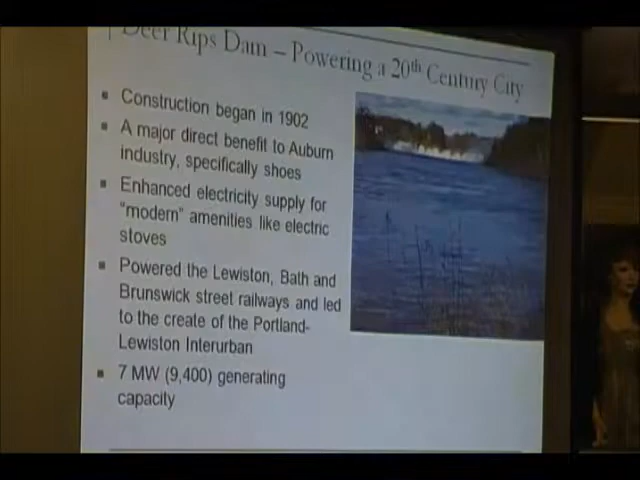 Deer Rips Dam – Powering a 20th Century City
Construction began in 1902
A major direct benefit to Auburn
industry, specifically shoes
Enhanced electricity supply for
"modern" amenities like electric
stoves
Powered the Lewiston, Bath and
Brunswick street railways and led
to the create of the Portland-
Lewiston Interurban
7 MW (9,400) generating
capacity